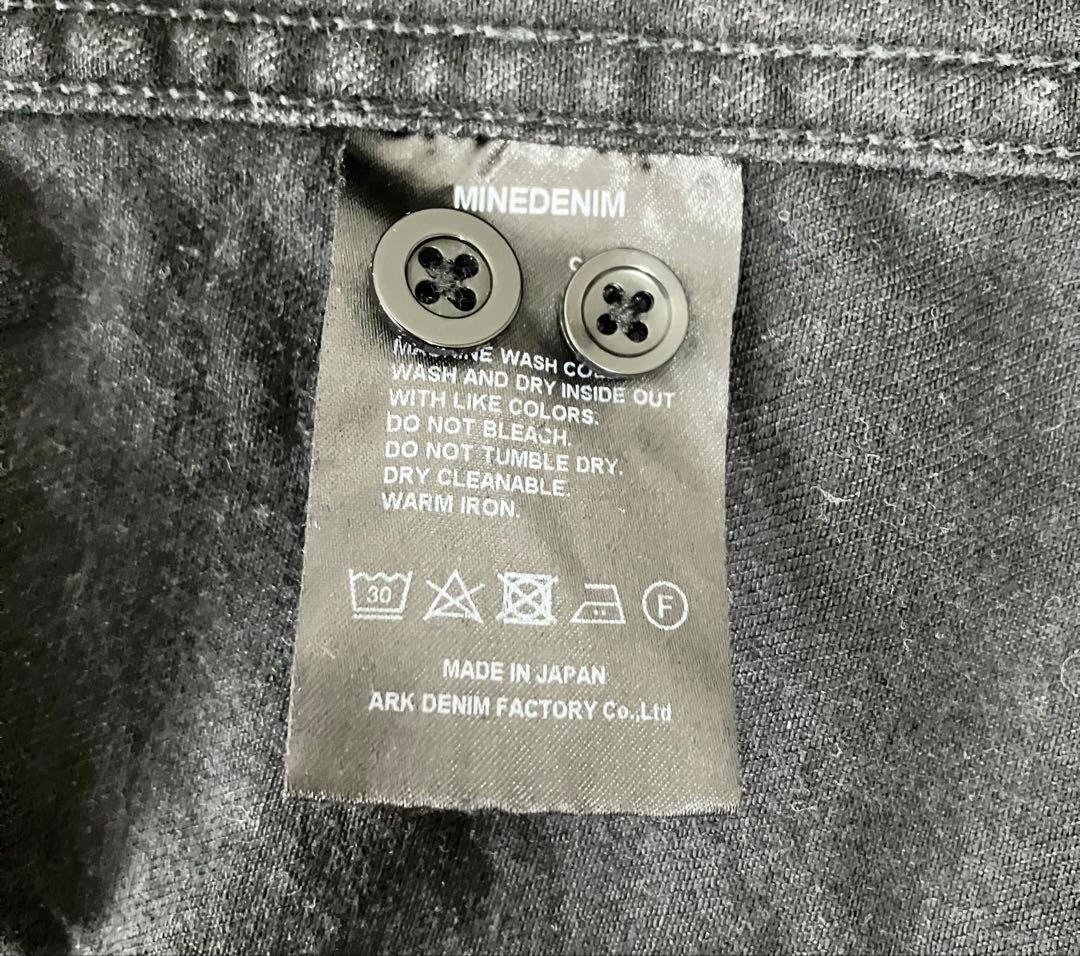 MINEDENIM
WASH
WASH AND DRY INSIDE OUT
WITH LIKE COLORS.
DO NOT BLEACH.
DO NOT TUMBLE DRY.
DRY CLEANABLE.
WARM IRON.
30
F
MADE IN JAPAN
ARK DENIM FACTORY Co.,Ltd